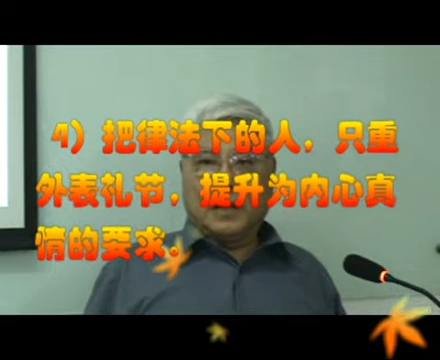 4）把律法下的人，只重
外表礼节，提升为内心真
情的要求。